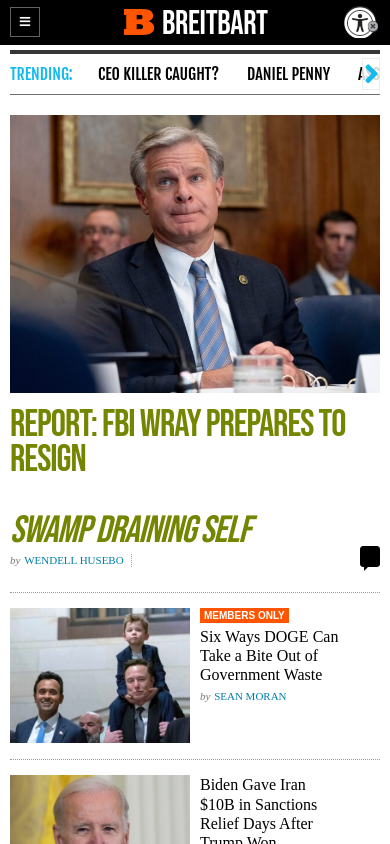 BREITBART
TRENDING:
CEO KILLER CAUGHT?
DANIEL PENNY
REPORT: FBI WRAY PREPARES TO
RESIGN
SWAMP DRAINING SELF
by WENDELL HUSEBO
MEMBERS ONLY
Six Ways DOGE Can
Take a Bite Out of
Government Waste
by SEAN MORAN
Biden Gave Iran
$10B in Sanctions
Relief Days After
Trump Won